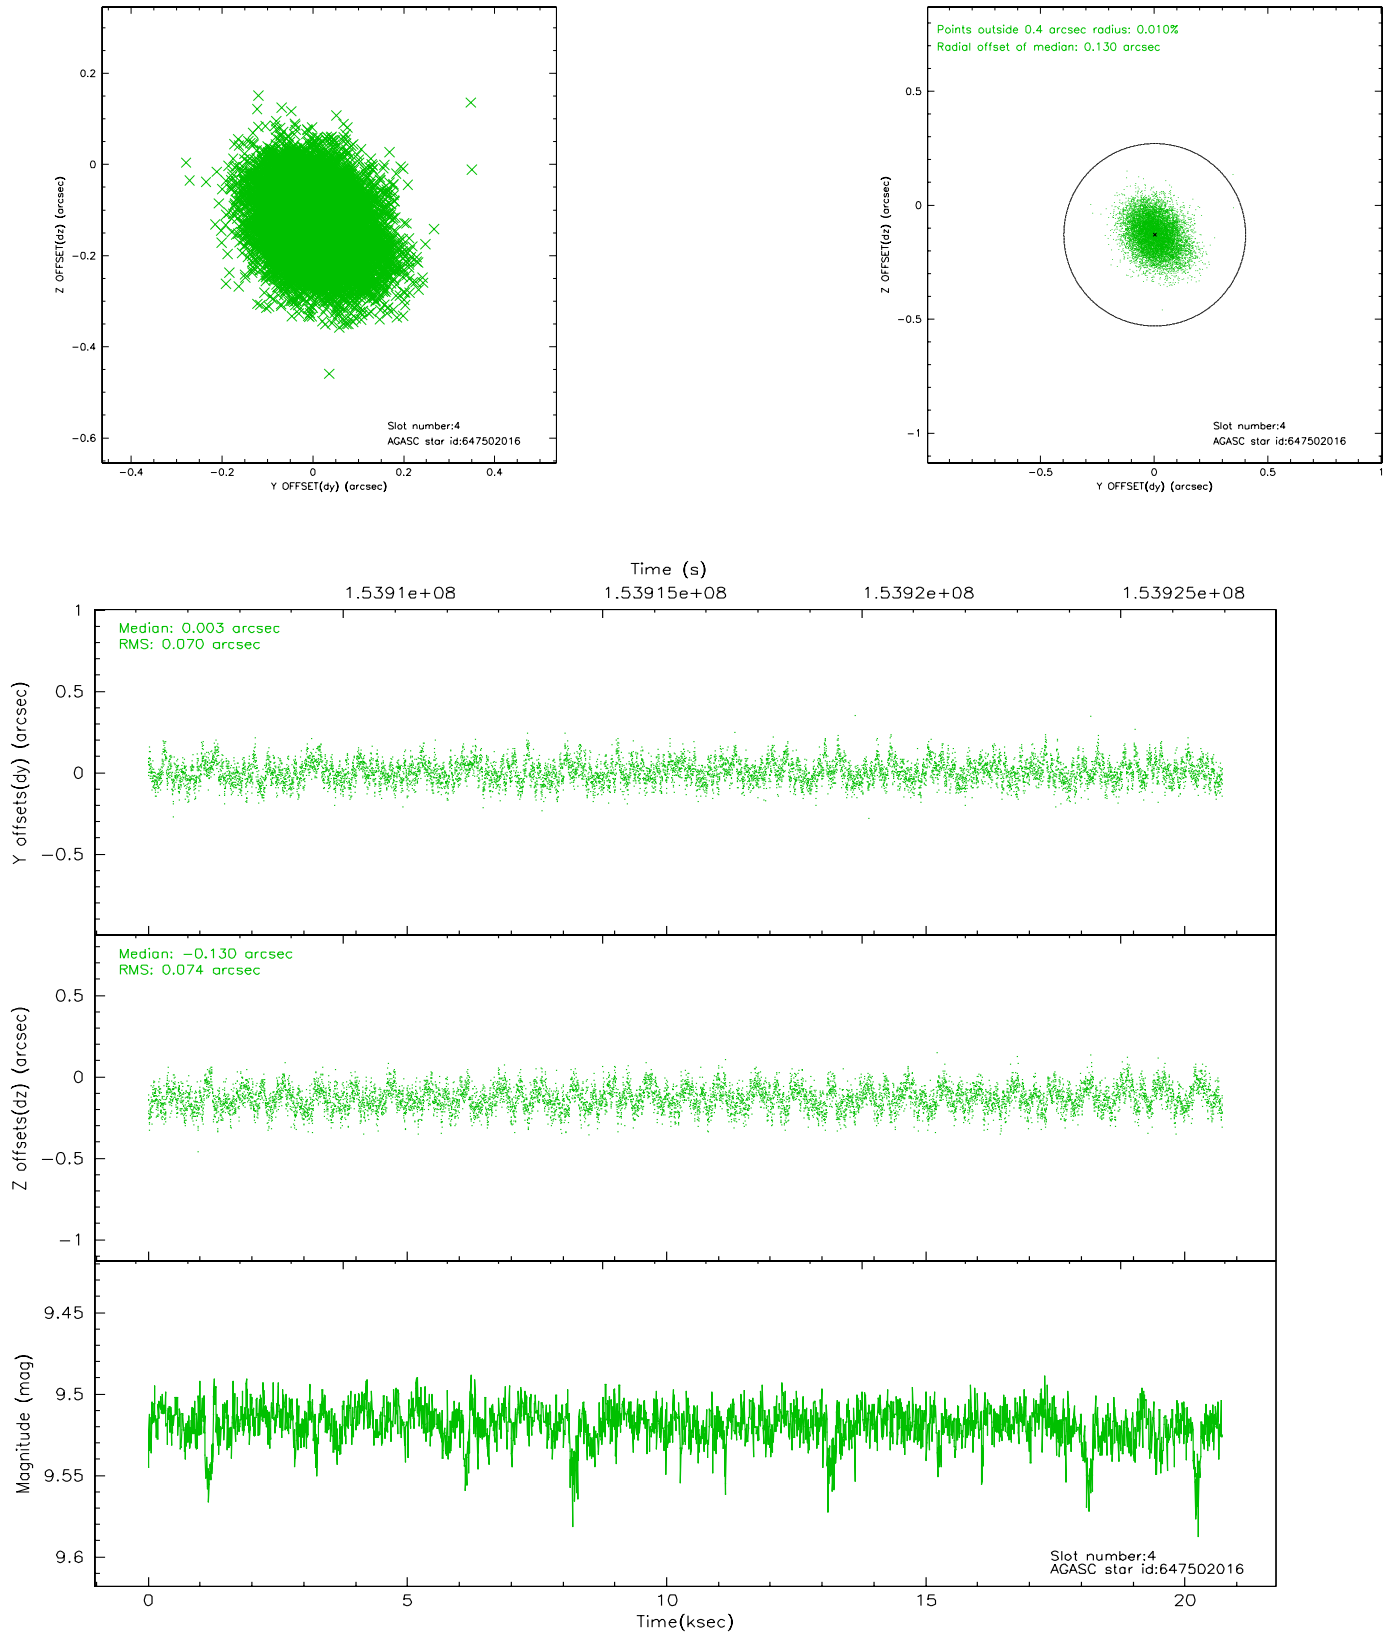 0.2
0
−0.2
−0.4
−0.6
Z OFFSET(dz) (arcsec)
Slot number:4
AGASC star id:647502016
−0.4 −0.2 0 0.2 0.4
Y OFFSET(dy) (arcsec)
Points outside 0.4 arcsec radius: 0.010%
Radial offset of median: 0.130 arcsec
0.5
0
−0.5
−1
Z OFFSET(dz) (arcsec)
Slot number:4
AGASC star id:647502016
−0.5 0 0.5 1
Y OFFSET(dy) (arcsec)
Time (s)
1.5391e+08 1.53915e+08 1.5392e+08 1.53925e+08
Median: 0.003 arcsec
RMS: 0.070 arcsec
1
0.5
0
−0.5
Y offsets(dy) (arcsec)
Median: −0.130 arcsec
RMS: 0.074 arcsec
0.5
0
−0.5
−1
Z offsets(dz) (arcsec)
9.45
9.5
9.55
9.6
Magnitude (mag)
Slot number:4
AGASC star id:647502016
0 5 10 15 20
Time(ksec)